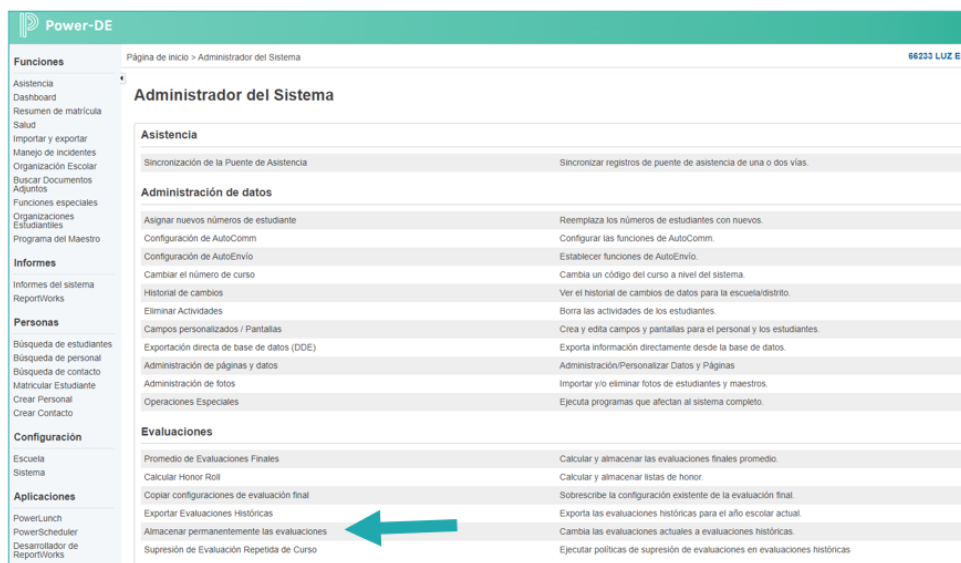 Power-DE
Funciones
Asistencia
Dashboard
Resumen de matrícula
Salud
Importar y exportar
Manejo de incidentes
Organización Escolar
Buscar Documentos
Adjuntos
Funciones especiales
Organizaciones
Estudiantiles
Programa del Maestro
Informes
Informes del sistema
ReportWorks
Personas
Búsqueda de estudiantes
Búsqueda de personal
Búsqueda de contacto
Matricular Estudiante
Crear Personal
Crear Contacto
Configuración
Escuela
Sistema
Aplicaciones
PowerLunch
PowerScheduler
Desarrollador de
ReportWorks
Página de inicio > Administrador del Sistema
66233 LUZ E
Administrador del Sistema
Asistencia
Sincronización de la Puente de Asistencia Sincronizar registros de puente de asistencia de una o dos vías.
Administración de datos
Asignar nuevos números de estudiante Reemplaza los números de estudiantes con nuevos.
Configuración de AutoComm Configurar las funciones de AutoComm.
Configuración de AutoEnvío Establecer funciones de AutoEnvío.
Cambiar el número de curso Cambia un código del curso a nivel del sistema.
Historial de cambios Ver el historial de cambios de datos para la escuela/distrito.
Eliminar Actividades Borra las actividades de los estudiantes.
Campos personalizados / Pantallas Crea y edita campos y pantallas para el personal y los estudiantes.
Exportación directa de base de datos (DDE) Exporta información directamente desde la base de datos.
Administración de páginas y datos Administración/Personalizar Datos y Páginas
Administración de fotos Importar y/o eliminar fotos de estudiantes y maestros.
Operaciones Especiales Ejecuta programas que afectan al sistema completo.
Evaluaciones
Promedio de Evaluaciones Finales Calcular y almacenar las evaluaciones finales promedio.
Calcular Honor Roll Calcular y almacenar listas de honor.
Copiar configuraciones de evaluación final Sobrescribe la configuración existente de la evaluación final.
Exportar Evaluaciones Históricas Exporta las evaluaciones históricas para el año escolar actual.
Almacenar permanentemente las evaluaciones Cambia las evaluaciones actuales a evaluaciones históricas.
Supresión de Evaluación Repetida de Curso Ejecutar políticas de supresión de evaluaciones en evaluaciones históricas